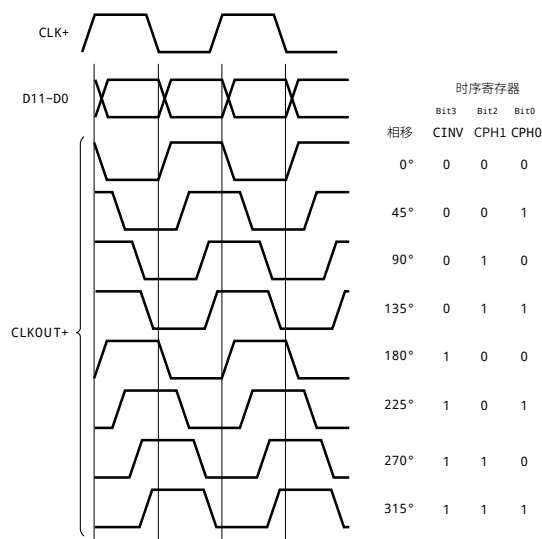 CLK+
D11~D0
CLKOUT+
时序寄存器
Bit3 Bit2 Bit0
相移 CINV CPH1 CPH0
0° 0 0 0
45° 0 0 1
90° 0 1 0
135° 0 1 1
180° 1 0 0
225° 1 0 1
270° 1 1 0
315° 1 1 1